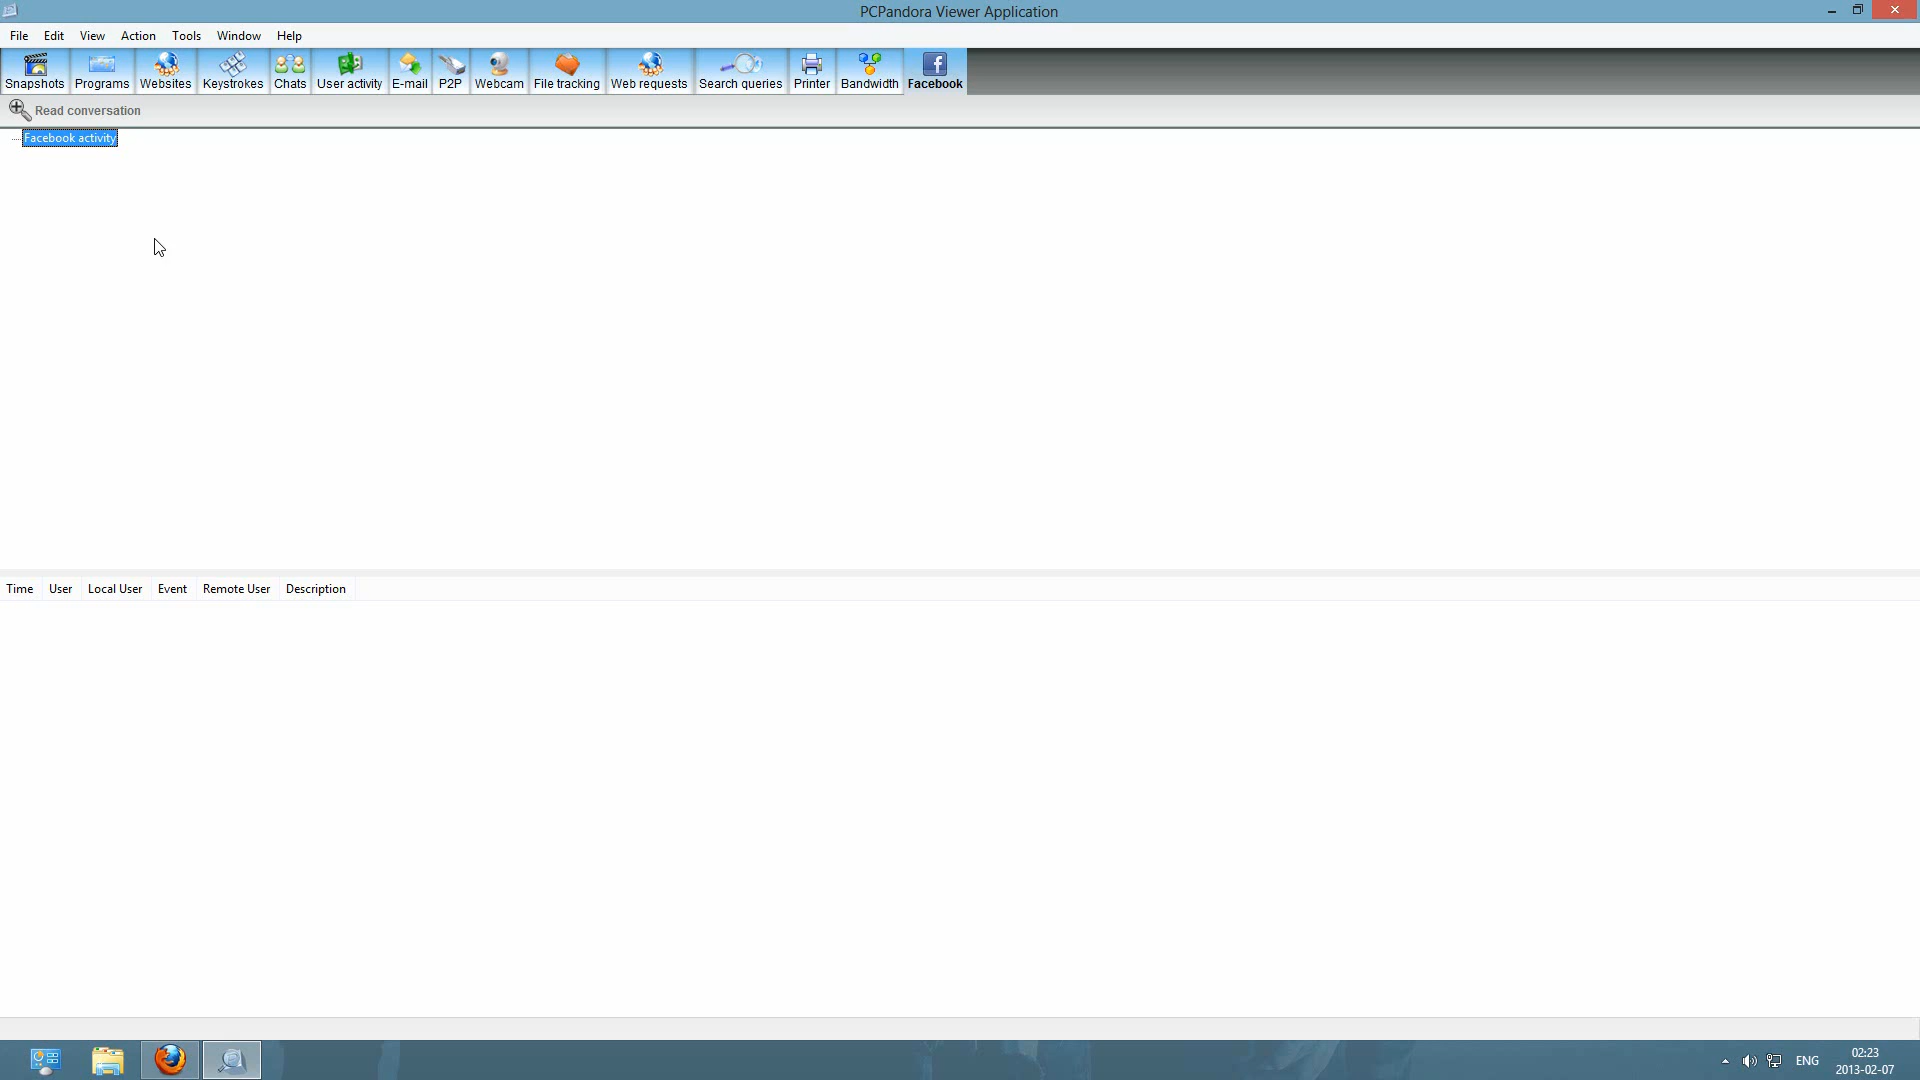 PCPandora Viewer Application
File Edit View Action Tools Window Help
Snapshots Programs Websites Keystrokes Chats User activity E-mail P2P Webcam File tracking Web requests Search queries Printer Bandwidth Facebook
Read conversation
Facebook activity
Time User Local User Event Remote User Description
ENG 02:23
2013-02-07